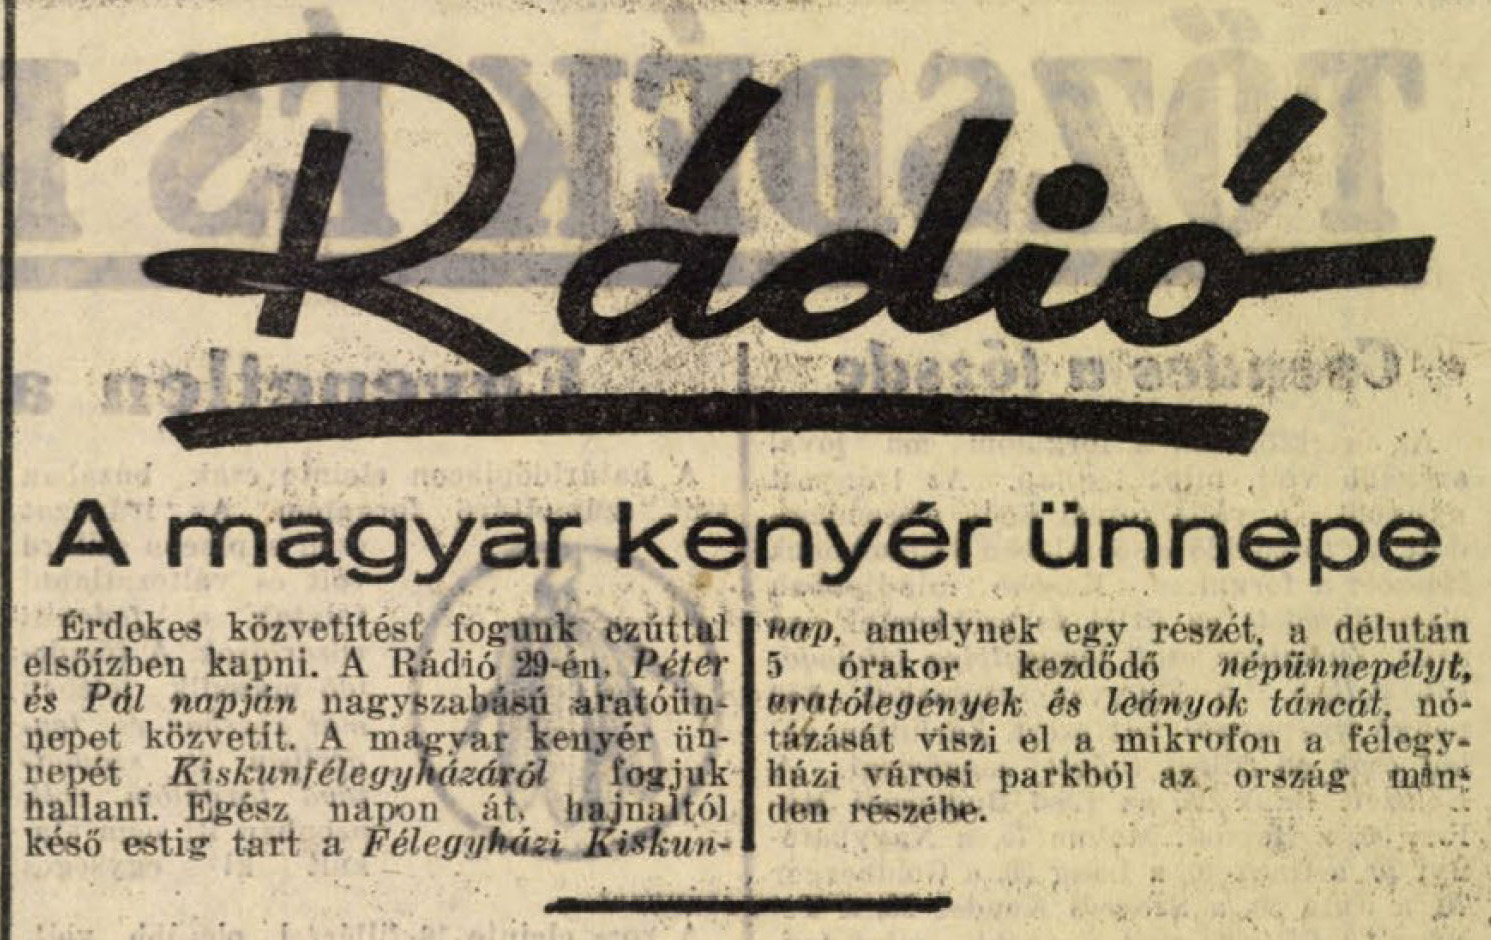 Rádió
A magyar kenyér ünnepe
Érdekes közvetítést fogunk ezúttal
elsőízben kapni. A Rádió 29-én, Péter
és Pál napján nagyszabású aratóün-
nepet közvetít. A magyar kenyér ün-
nepét Kiskunfélegyházáról fogjuk
hallani. Egész napon át, hajnaltól
késő estig tart a Félegyházi Kiskun-
nap, amelynek egy részét, a délután
5 órakor kezdődő népünnepélyt,
aratólegények és leányok táncát, nó-
tázását viszi el a mikrofon a félegy-
házi városi parkból az ország min-
den részébe.